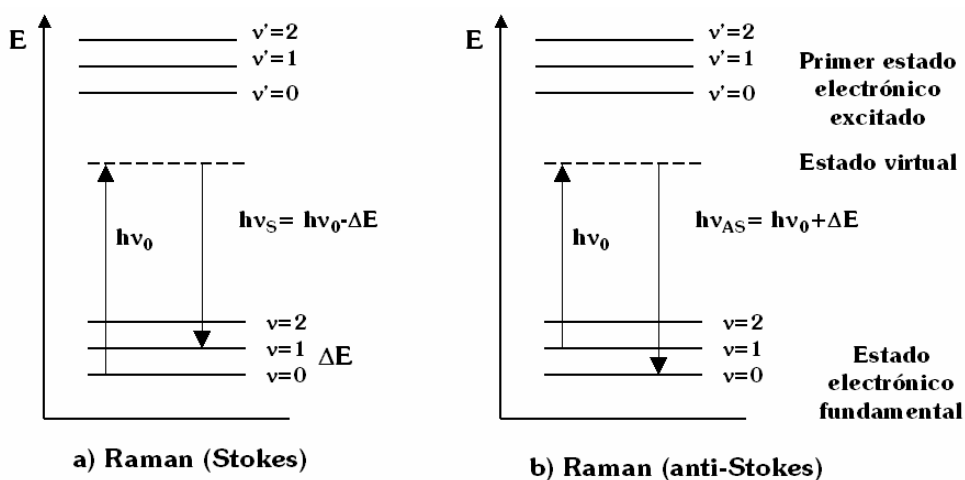 E
ν'=2
ν'=1
ν'=0
hν₀
hνS= hν₀-ΔE
ν=2
ν=1
ΔE
ν=0
a) Raman (Stokes)
E
ν'=2
ν'=1
ν'=0
Primer estado
electrónico
excitado
Estado virtual
hν₀
hνAS= hν₀+ΔE
ν=2
ν=1
ν=0
Estado
electrónico
fundamental
b) Raman (anti-Stokes)